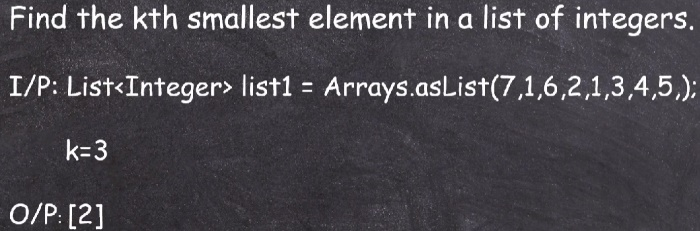 Find the kth smallest element in a list of integers.
I/P: List<Integer> list1 = Arrays.asList(7,1,6,2,1,3,4,5,);
k=3
O/P: [2]